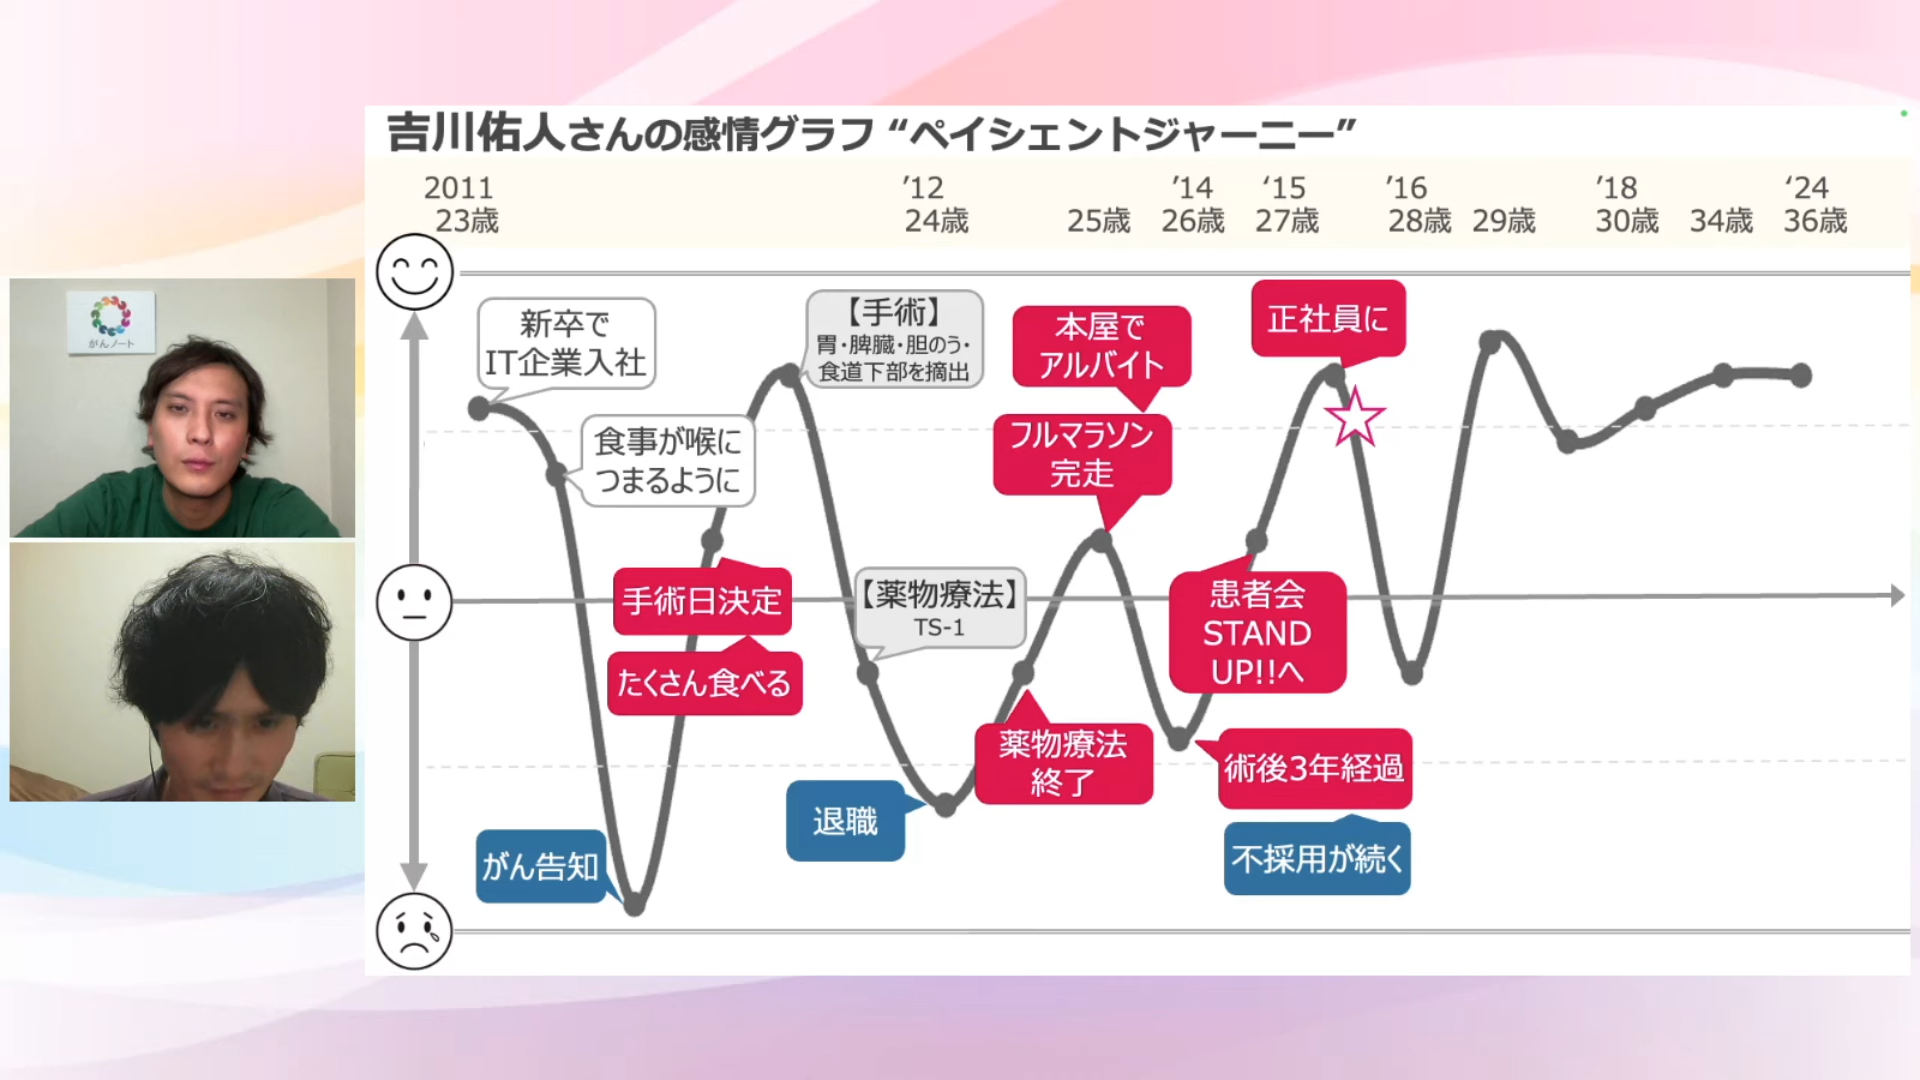 吉川佑人さんの感情グラフ “ペイシェントジャーニー”
2011 ’12 ’14 ‘15 ’16 ’18 ‘24
23歳 24歳 25歳 26歳 27歳 28歳 29歳 30歳 34歳 36歳
がんノート
新卒で
IT企業入社
食事が喉に
つまるように
がん告知
手術日決定
たくさん食べる
【手術】
胃・脾臓・胆のう・
食道下部を摘出
【薬物療法】
TS-1
退職
薬物療法
終了
本屋で
アルバイト
フルマラソン
完走
術後3年経過
不採用が続く
患者会
STAND
UP!!へ
正社員に